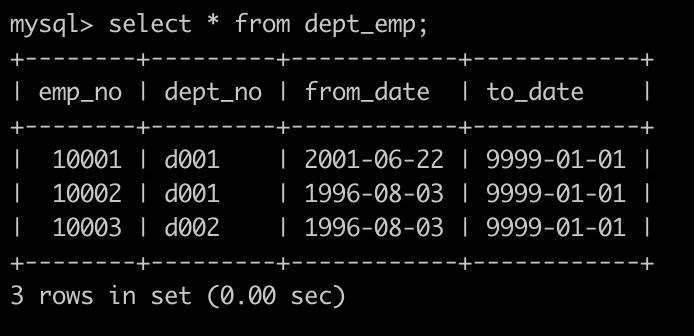 mysql> select * from dept_emp;
+--------+---------+------------+------------+
| emp_no | dept_no | from_date  | to_date    |
+--------+---------+------------+------------+
|  10001 | d001    | 2001-06-22 | 9999-01-01 |
|  10002 | d001    | 1996-08-03 | 9999-01-01 |
|  10003 | d002    | 1996-08-03 | 9999-01-01 |
+--------+---------+------------+------------+
3 rows in set (0.00 sec)